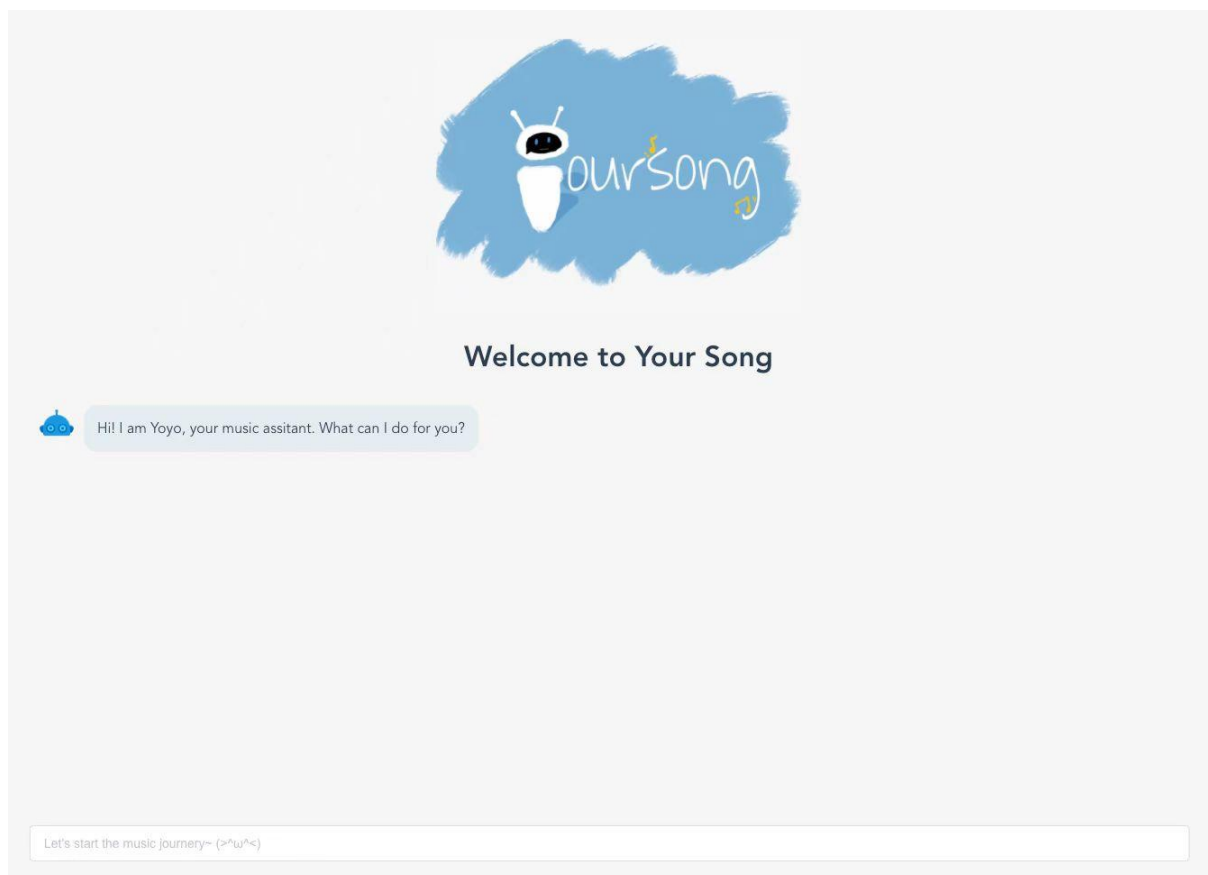 Yoursong
Welcome to Your Song
Hi! I am Yoyo, your music assitant. What can I do for you?
Let's start the music journery~ (>^ω^<)